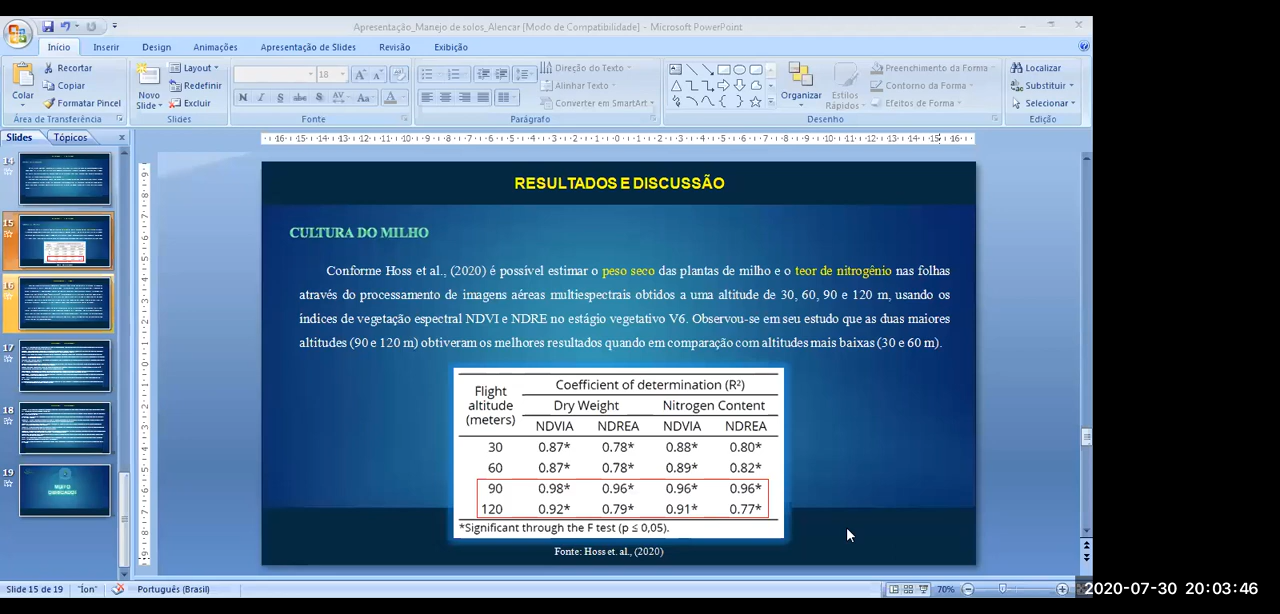 Apresentação_Manejo de solos_Alencar [Modo de Compatibilidade] - Microsoft PowerPoint
Início Inserir Design Animações Apresentação de Slides Revisão Exibição
Recortar Layout 18 Direção do Texto Preenchimento da Forma Localizar
Copiar Redefinir Alinhar Texto Contorno da Forma Substituir
Colar Formatar Pincel Novo Slide Excluir Converter em SmartArt Organizar Estilos Rápidos Efeitos de Forma Selecionar
Área de Transferência Slides Fonte Parágrafo Desenho Edição
Slides Tópicos
14
15
16
17
18
19
MUITO
OBRIGADO!
RESULTADOS E DISCUSSÃO
CULTURA DO MILHO
Conforme Hoss et al., (2020) é possível estimar o peso seco das plantas de milho e o teor de nitrogênio nas folhas
através do processamento de imagens aéreas multiespectrais obtidos a uma altitude de 30, 60, 90 e 120 m, usando os
índices de vegetação espectral NDVI e NDRE no estágio vegetativo V6. Observou-se em seu estudo que as duas maiores
altitudes (90 e 120 m) obtiveram os melhores resultados quando em comparação com altitudes mais baixas (30 e 60 m).
Flight altitude (meters) Coefficient of determination (R²)
Dry Weight Nitrogen Content
NDVIA NDREA NDVIA NDREA
30 0.87* 0.78* 0.88* 0.80*
60 0.87* 0.78* 0.89* 0.82*
90 0.98* 0.96* 0.96* 0.96*
120 0.92* 0.79* 0.91* 0.77*
*Significant through the F test (p ≤ 0,05).
Fonte: Hoss et. al., (2020)
Slide 15 de 19 "Íon" Português (Brasil) 70%
2020-07-30 20:03:46